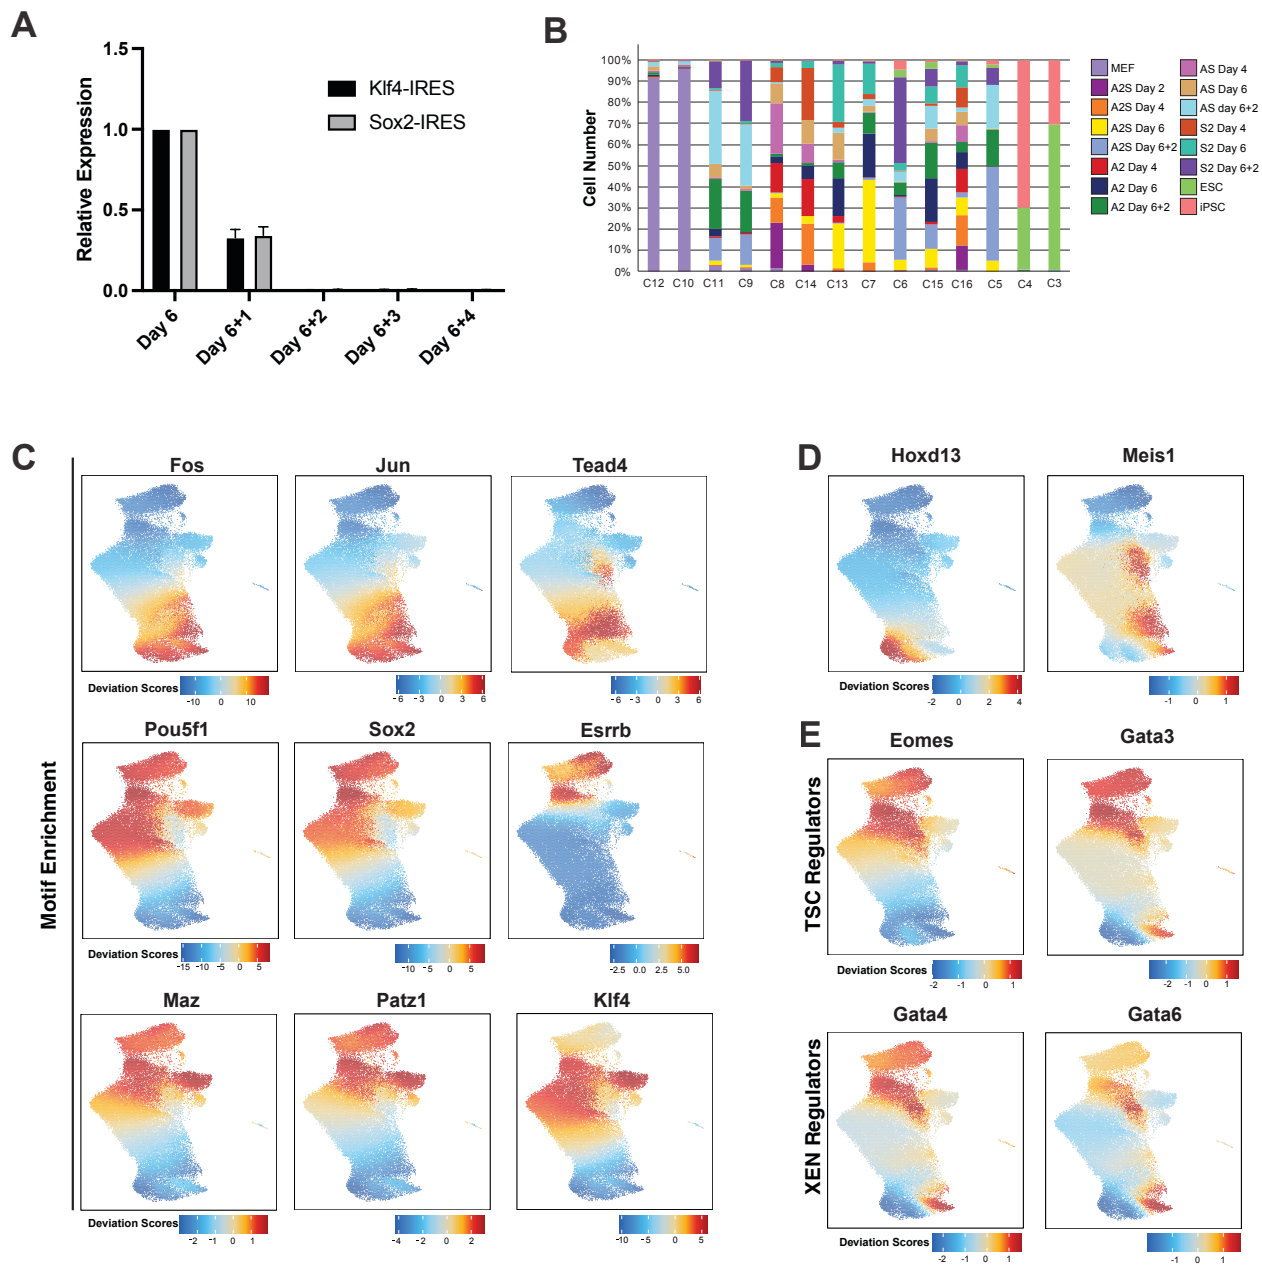 A
1.5
1.0
0.5
0.0
Relative Expression
Klf4-IRES
Sox2-IRES
Day 6
Day 6+1
Day 6+2
Day 6+3
Day 6+4
B
Cell Number
100%
90%
80%
70%
60%
50%
40%
30%
20%
10%
0%
C12 C10 C11 C9 C8 C14 C13 C7 C6 C15 C16 C5 C4 C3
MEF
A2S Day 2
A2S Day 4
A2S Day 6
A2S Day 6+2
A2 Day 4
A2 Day 6
A2 Day 6+2
AS Day 4
AS Day 6
AS day 6+2
S2 Day 4
S2 Day 6
S2 Day 6+2
ESC
iPSC
C
Motif Enrichment
Fos
Jun
Tead4
Deviation Scores
-10 0 10
-6 -3 0 3 6
-6 -3 0 3 6
Pou5f1
Sox2
Esrrb
Deviation Scores
-15 -10 -5 0 5
-10 -5 0 5
-2.5 0.0 2.5 5.0
Maz
Patz1
Klf4
Deviation Scores
-2 -1 0 1
-4 -2 0 2
-10 -5 0 5
D
Hoxd13
Meis1
Deviation Scores
-2 0 2 4
-1 1
E
TSC Regulators
Eomes
Gata3
Deviation Scores
-2 -1 0 1
-2 -1 0 1
XEN Regulators
Gata4
Gata6
Deviation Scores
-2 -1 0 1
-1 1